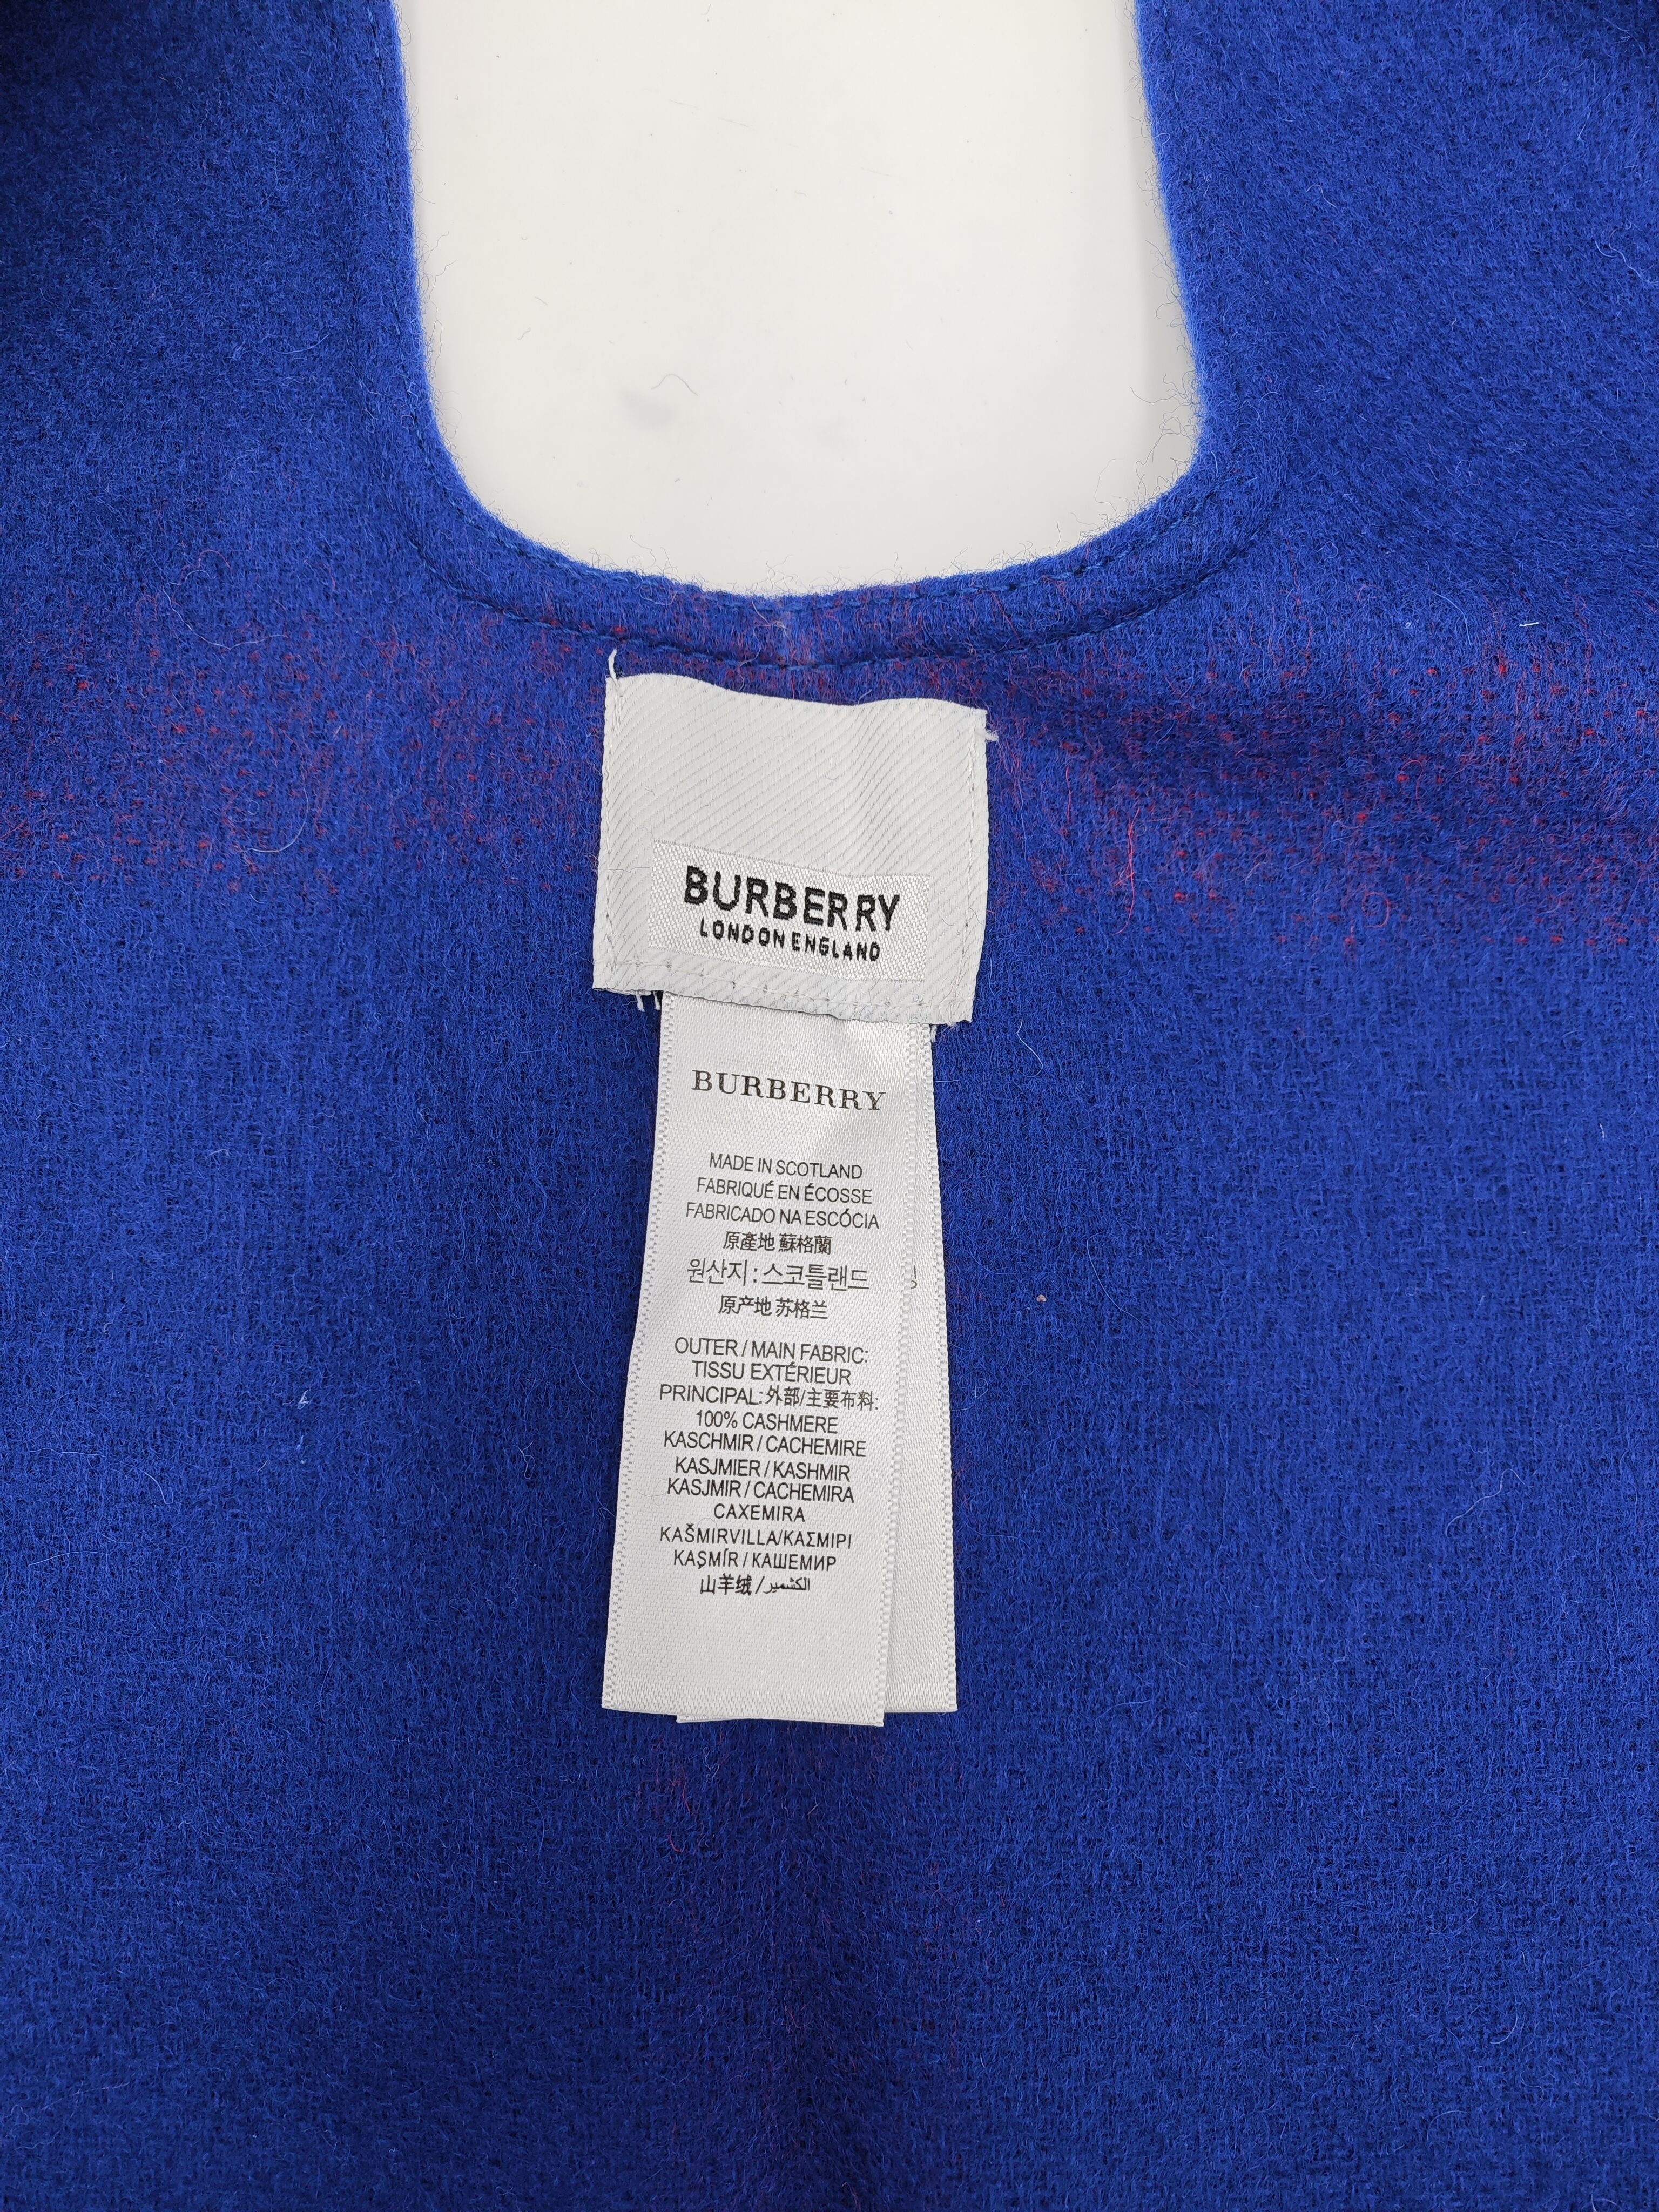 BURBERRY
LONDON ENGLAND
BURBERRY
MADE IN SCOTLAND
FABRIQUÉ EN ÉCOSSE
FABRICADO NA ESCÓCIA
原產地 蘇格蘭
원산지 : 스코틀랜드
原产地 苏格兰
OUTER / MAIN FABRIC:
TISSU EXTÉRIEUR
PRINCIPAL: 外部/主要布料:
100% CASHMERE
KASCHMIR / CACHEMIRE
KASJMIER / KASHMIR
KASJMIR / CACHEMIRA
CAXEMIRA
KAŠMIRVILLA/ΚΑΣΜΙΡΙ
KAŞMİR / КАШЕМИР
山羊绒 / الكشمير